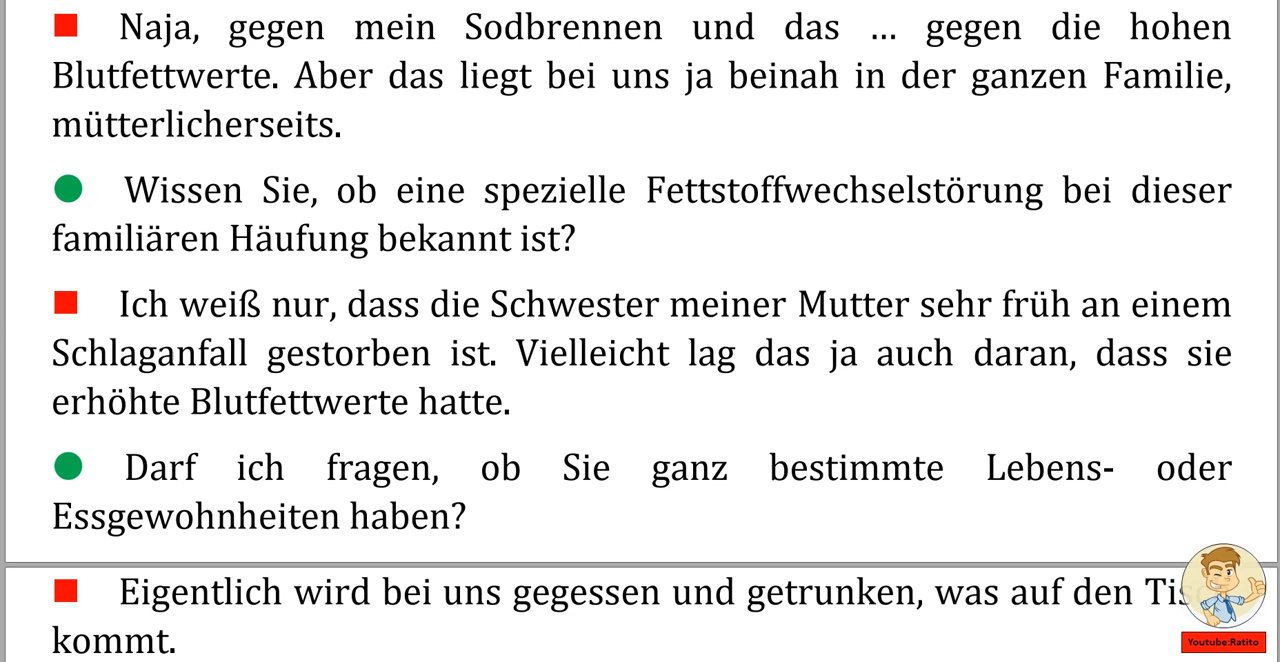 Naja, gegen mein Sodbrennen und das ... gegen die hohen
Blutfettwerte. Aber das liegt bei uns ja beinah in der ganzen Familie,
mütterlicherseits.
Wissen Sie, ob eine spezielle Fettstoffwechselstörung bei dieser
familiären Häufung bekannt ist?
Ich weiß nur, dass die Schwester meiner Mutter sehr früh an einem
Schlaganfall gestorben ist. Vielleicht lag das ja auch daran, dass sie
erhöhte Blutfettwerte hatte.
Darf ich fragen, ob Sie ganz bestimmte Lebens- oder
Essgewohnheiten haben?
Eigentlich wird bei uns gegessen und getrunken, was auf den
kommt.
Youtube:Ratito